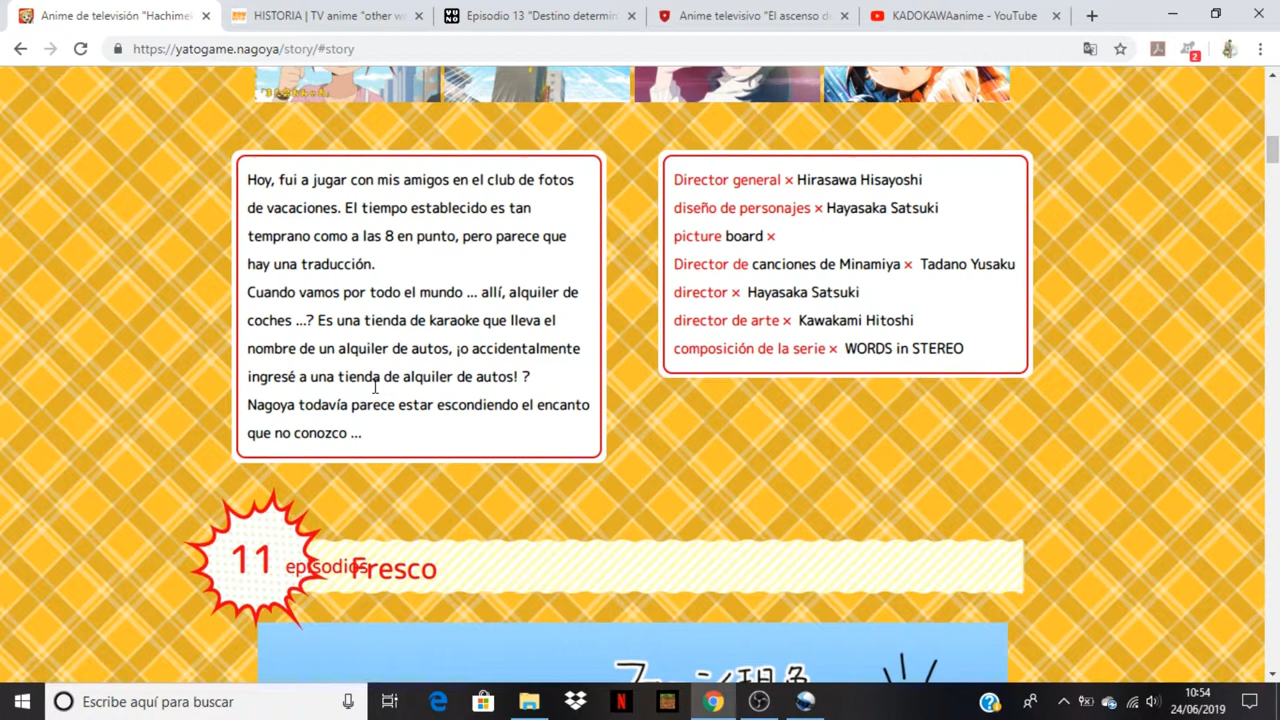 Anime de televisión "Hachimek
HISTORIA | TV anime "other wo
Episodio 13 "Destino determin
Anime televisivo "El ascenso de
KADOKAWAanime - YouTube
https://yatogame.nagoya/story/#story
2
Hoy, fui a jugar con mis amigos en el club de fotos
de vacaciones. El tiempo establecido es tan
temprano como a las 8 en punto, pero parece que
hay una traducción.
Cuando vamos por todo el mundo ... allí, alquiler de
coches ...? Es una tienda de karaoke que lleva el
nombre de un alquiler de autos, ¡o accidentalmente
ingresé a una tienda de alquiler de autos! ?
Nagoya todavía parece estar escondiendo el encanto
que no conozco ...
Director general × Hirasawa Hisayoshi
diseño de personajes × Hayasaka Satsuki
picture board ×
Director de canciones de Minamiya × Tadano Yusaku
director × Hayasaka Satsuki
director de arte × Kawakami Hitoshi
composición de la serie × WORDS in STEREO
11 episodios Fresco
Escribe aquí para buscar
10:54
24/06/2019